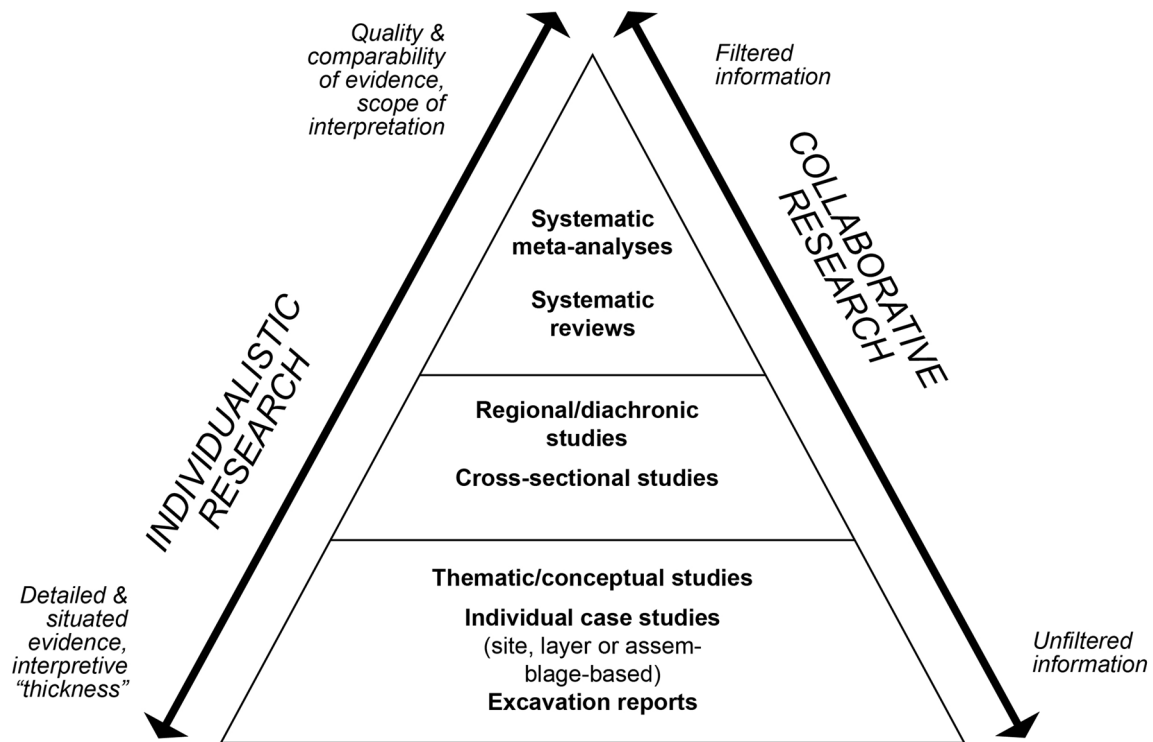 Quality &
comparability
of evidence,
scope of
interpretation
Filtered
information
INDIVIDUALISTIC
RESEARCH
COLLABORATIVE
RESEARCH
Systematic
meta-analyses
Systematic
reviews
Regional/diachronic
studies
Cross-sectional studies
Thematic/conceptual studies
Individual case studies
(site, layer or assem-
blage-based)
Excavation reports
Detailed &
situated
evidence,
interpretive
“thickness”
Unfiltered
information